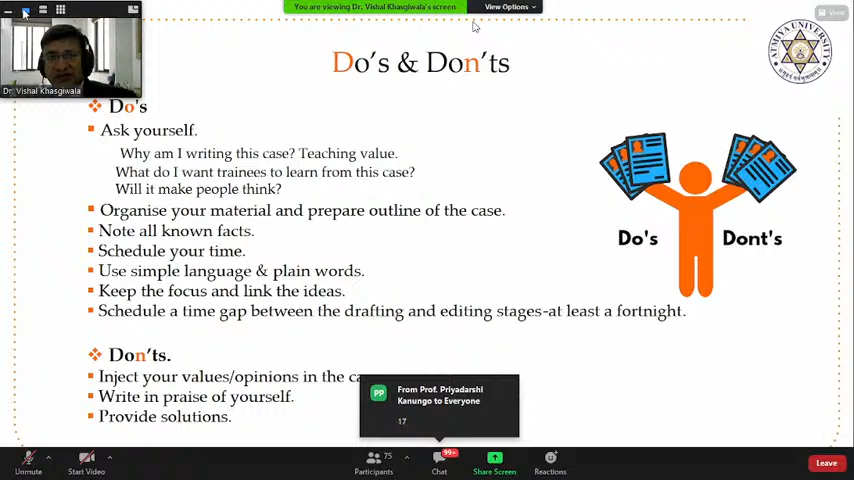 You are viewing Dr. Vishal Khasgiwala's screen
View Options
View
Dr. Vishal Khasgiwala
ATMIYA UNIVERSITY
Do's & Don'ts
Do's
Ask yourself.
Why am I writing this case? Teaching value.
What do I want trainees to learn from this case?
Will it make people think?
Organise your material and prepare outline of the case.
Note all known facts.
Schedule your time.
Use simple language & plain words.
Keep the focus and link the ideas.
Schedule a time gap between the drafting and editing stages-at least a fortnight.
Do's
Dont's
Don'ts.
Inject your values/opinions in the ca
Write in praise of yourself.
Provide solutions.
PP
From Prof. Priyadarshi
Kanungo to Everyone
17
Unmute
Start Video
75
Participants
99+
Chat
Share Screen
Reactions
Leave